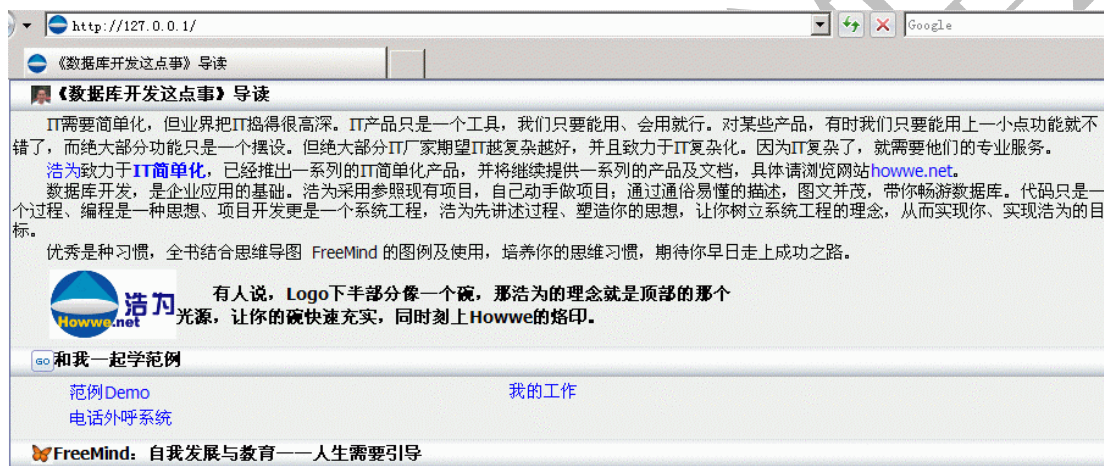 http://127.0.0.1/
Google
《数据库开发这点事》导读
《数据库开发这点事》导读
IT需要简单化，但业界把IT捣得很高深。IT产品只是一个工具，我们只要能用、会用就行。对某些产品，有时我们只要能用上一小点功能就不
错了，而绝大部分功能只是一个摆设。但绝大部分IT厂家期望IT越复杂越好，并且致力于IT复杂化。因为IT复杂了，就需要他们的专业服务。
浩为致力于IT简单化，已经推出一系列的IT简单化产品，并将继续提供一系列的产品及文档，具体请浏览网站howwe.net。
数据库开发，是企业应用的基础。浩为采用参照现有项目，自己动手做项目；通过通俗易懂的描述，图文并茂，带你畅游数据库。代码只是一
个过程、编程是一种思想、项目开发更是一个系统工程，浩为先讲述过程、塑造你的思想，让你树立系统工程的理念，从而实现你、实现浩为的目
标。
优秀是种习惯，全书结合思维导图 FreeMind 的图例及使用，培养你的思维习惯，期待你早日走上成功之路。
浩为
Howwe.net
有人说，Logo下半部分像一个碗，那浩为的理念就是顶部的那个
光源，让你的碗快速充实，同时刻上Howwe的烙印。
GO和我一起学范例
范例Demo 我的工作
电话外呼系统
FreeMind：自我发展与教育——人生需要引导